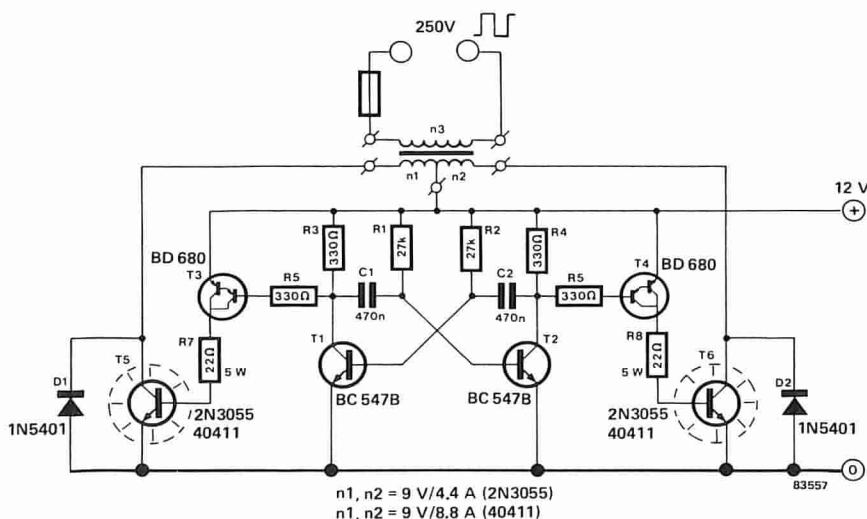 250V
n3
n1
n2
12 V
+
R3
330Ω
R1
27k
R2
27k
R4
330Ω
BD 680
T3
R5
330Ω
C1
470n
C2
470n
R5
330Ω
T4
BD 680
R7
22Ω
5 W
T1
BC 547B
T2
BC 547B
R8
22Ω
5 W
D1
1N5401
T5
2N3055
40411
T6
2N3055
40411
D2
1N5401
0
83557
n1, n2 = 9 V/4.4 A (2N3055)
n1, n2 = 9 V/8.8 A (40411)